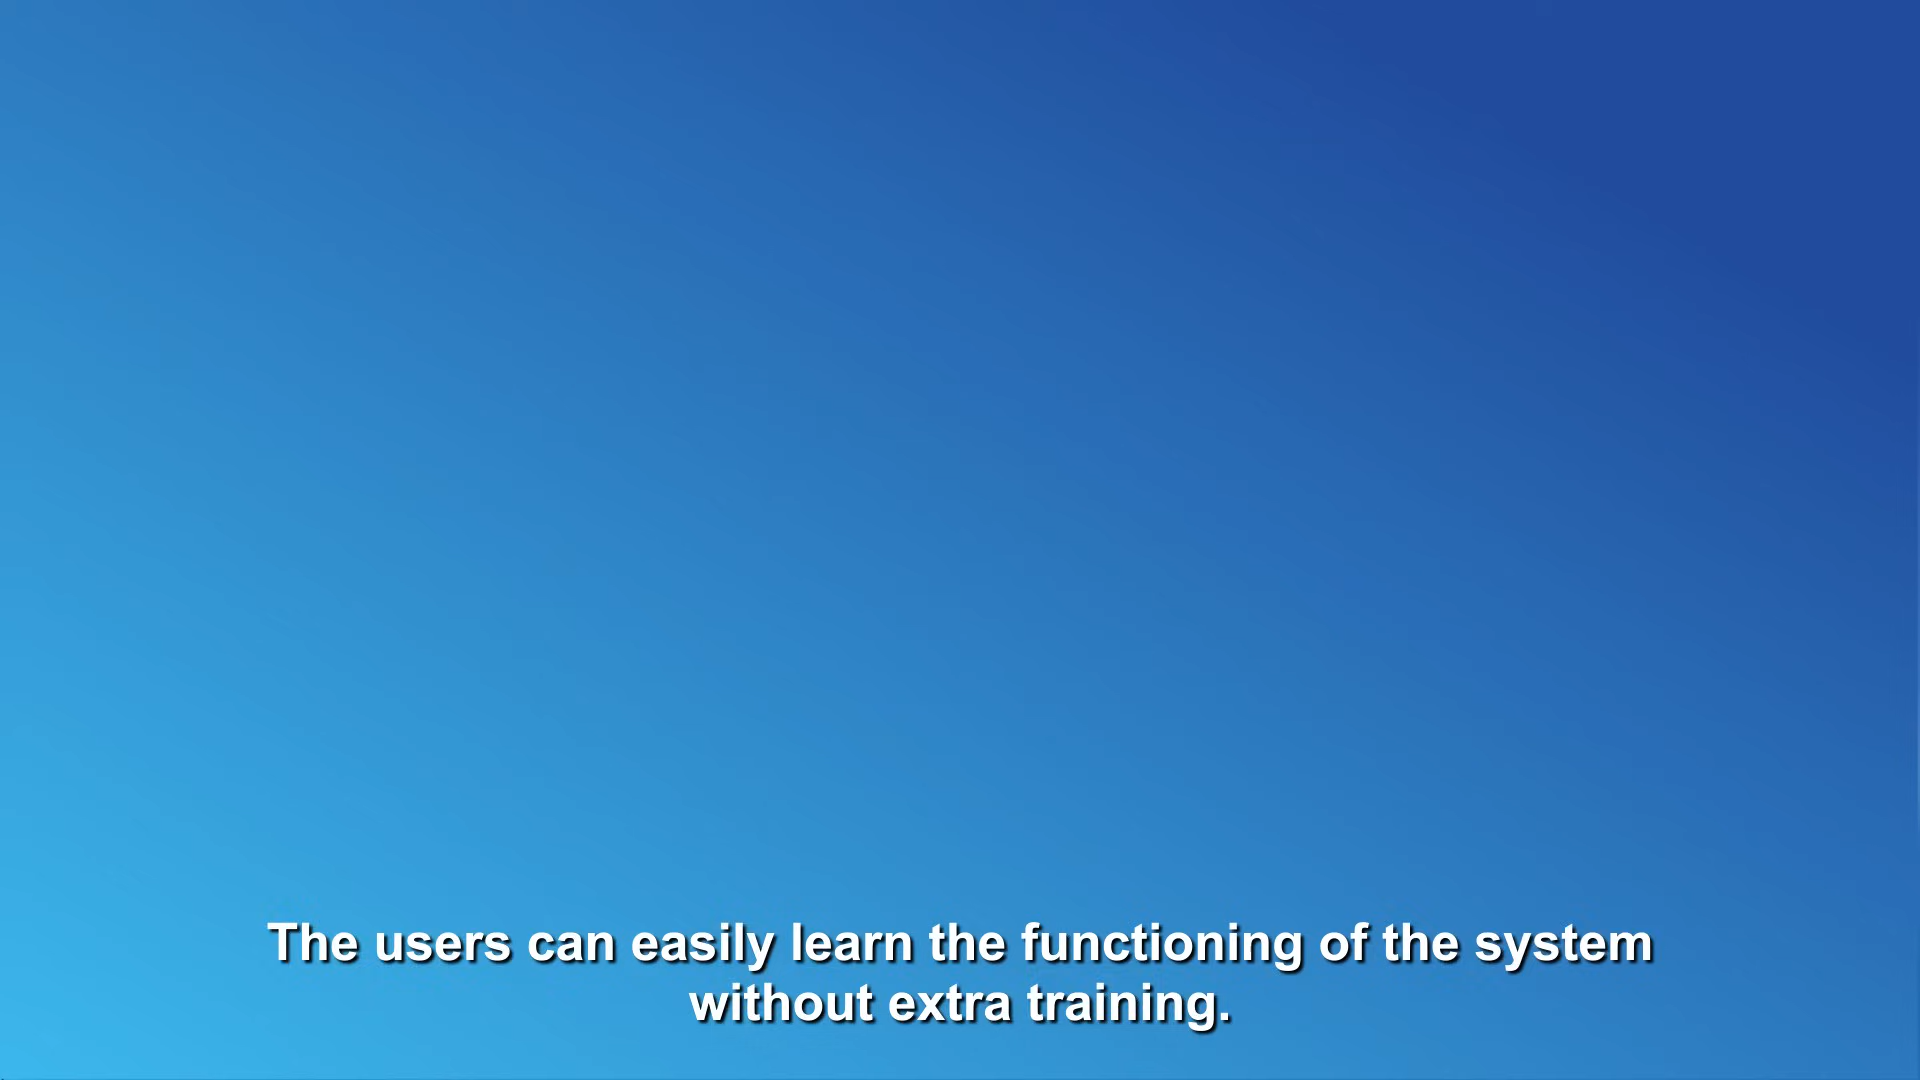 The users can easily learn the functioning of the system
without extra training.